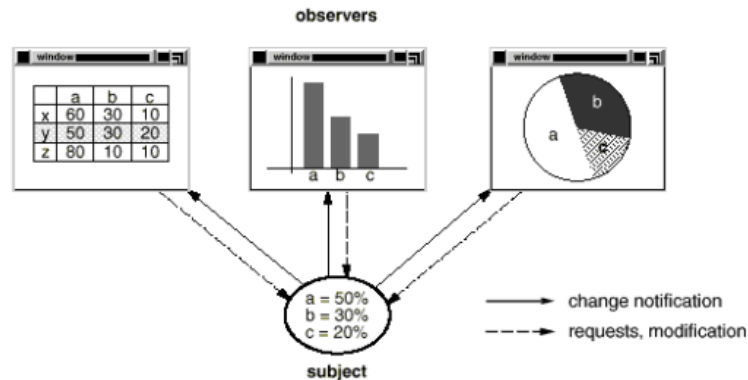 observers
window
a b c
x 60 30 10
y 50 30 20
z 80 10 10
window
a b c
window
a
b
c
a = 50%
b = 30%
c = 20%
subject
change notification
requests, modification